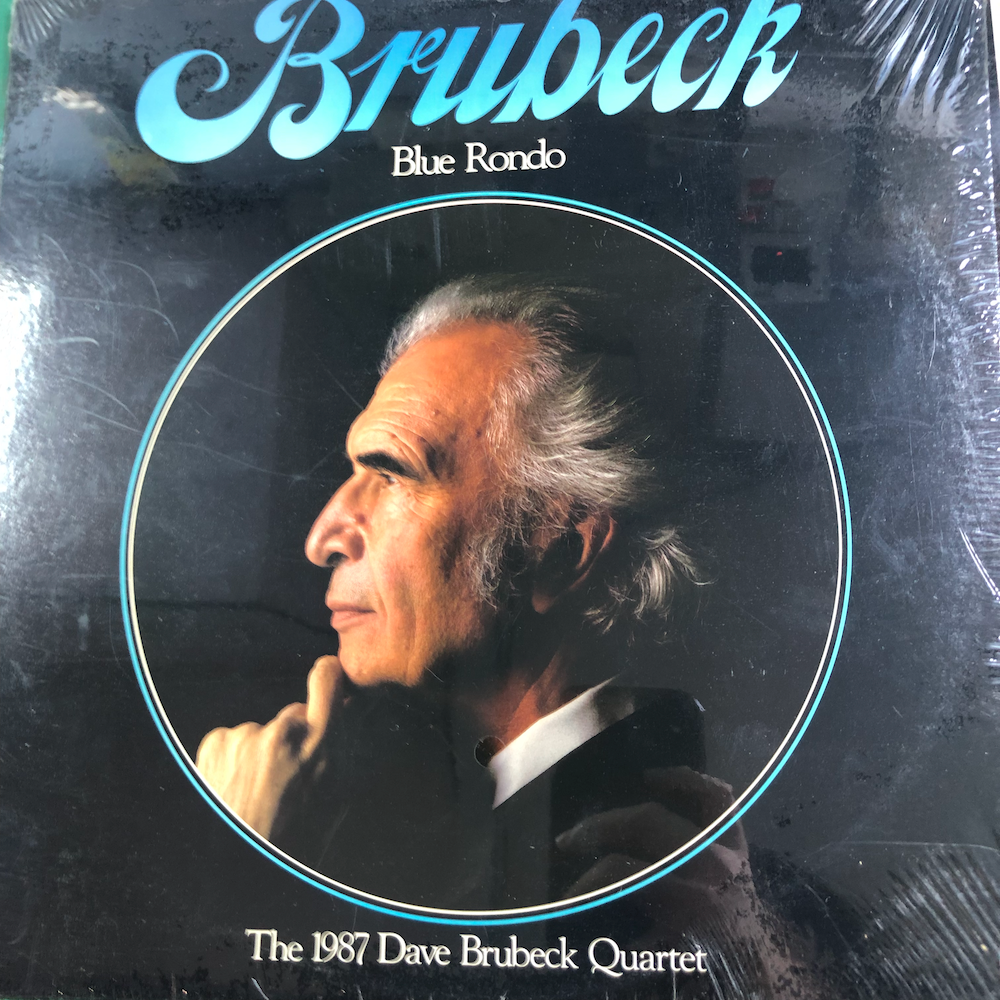 Brubeck
Blue Rondo
The 1987 Dave Brubeck Quartet